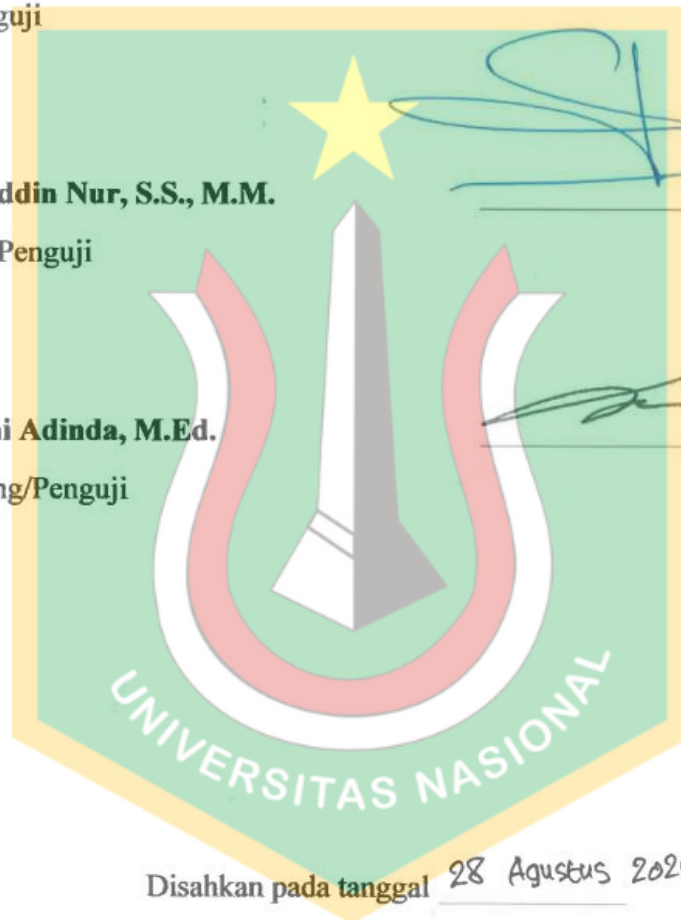 guji
ddin Nur, S.S., M.M.
Penguji
i Adinda, M.Ed.
ng/Penguji
UNIVERSITAS NASIONAL
Disahkan pada tanggal 28 Agustus 202